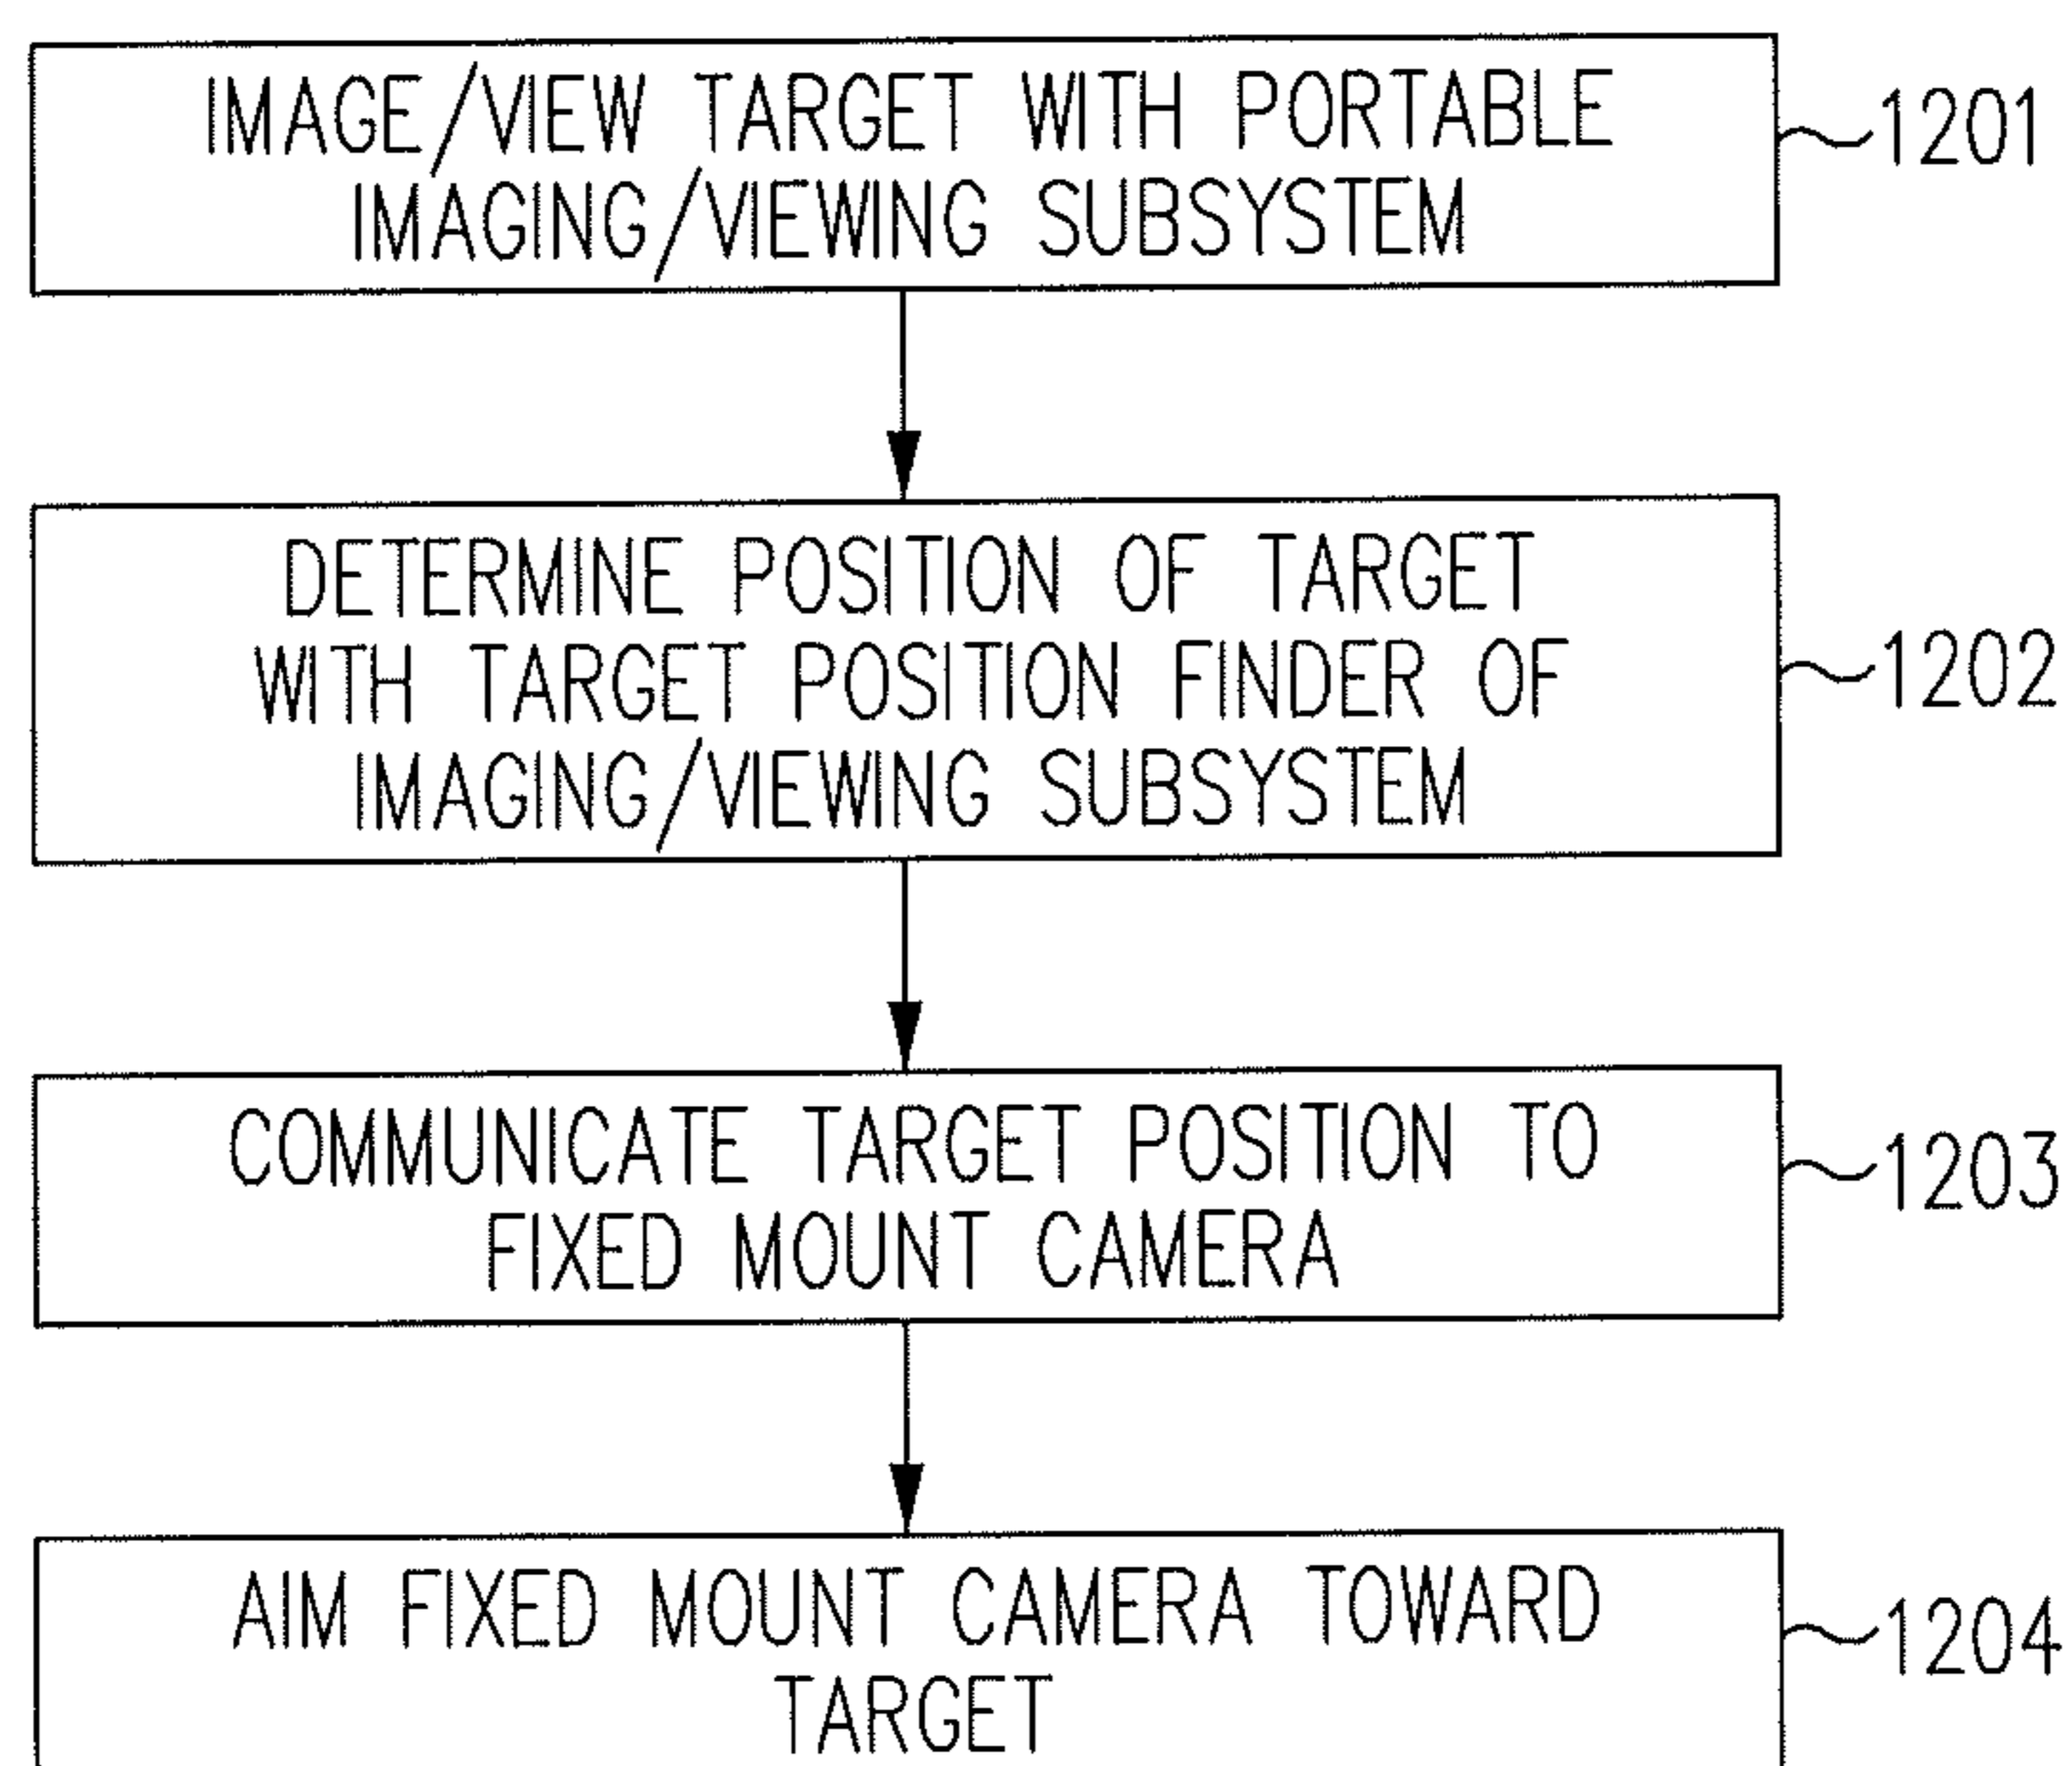 IMAGE/VIEW TARGET WITH PORTABLE
IMAGING/VIEWING SUBSYSTEM
1201
DETERMINE POSITION OF TARGET
WITH TARGET POSITION FINDER OF
IMAGING/VIEWING SUBSYSTEM
1202
COMMUNICATE TARGET POSITION TO
FIXED MOUNT CAMERA
1203
AIM FIXED MOUNT CAMERA TOWARD
TARGET
1204